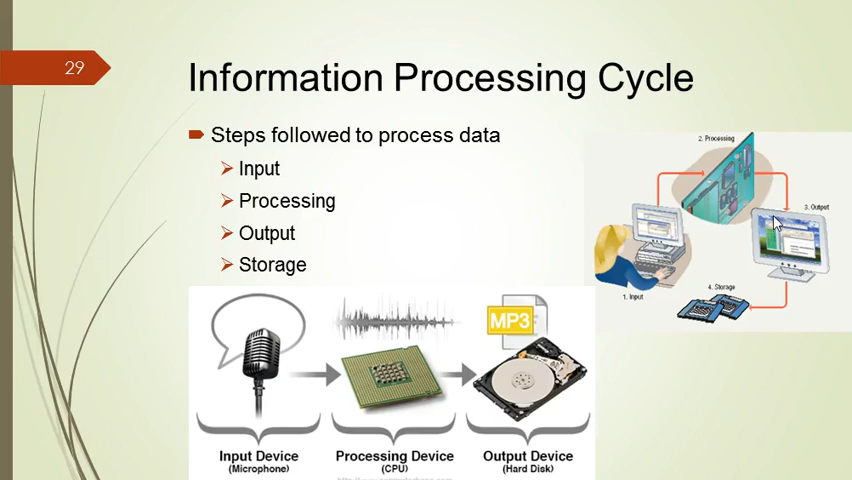 29
Information Processing Cycle
Steps followed to process data
Input
Processing
Output
Storage
2. Processing
3. Output
1. Input
4. Storage
MP3
Input Device
(Microphone)
Processing Device
(CPU)
Output Device
(Hard Disk)